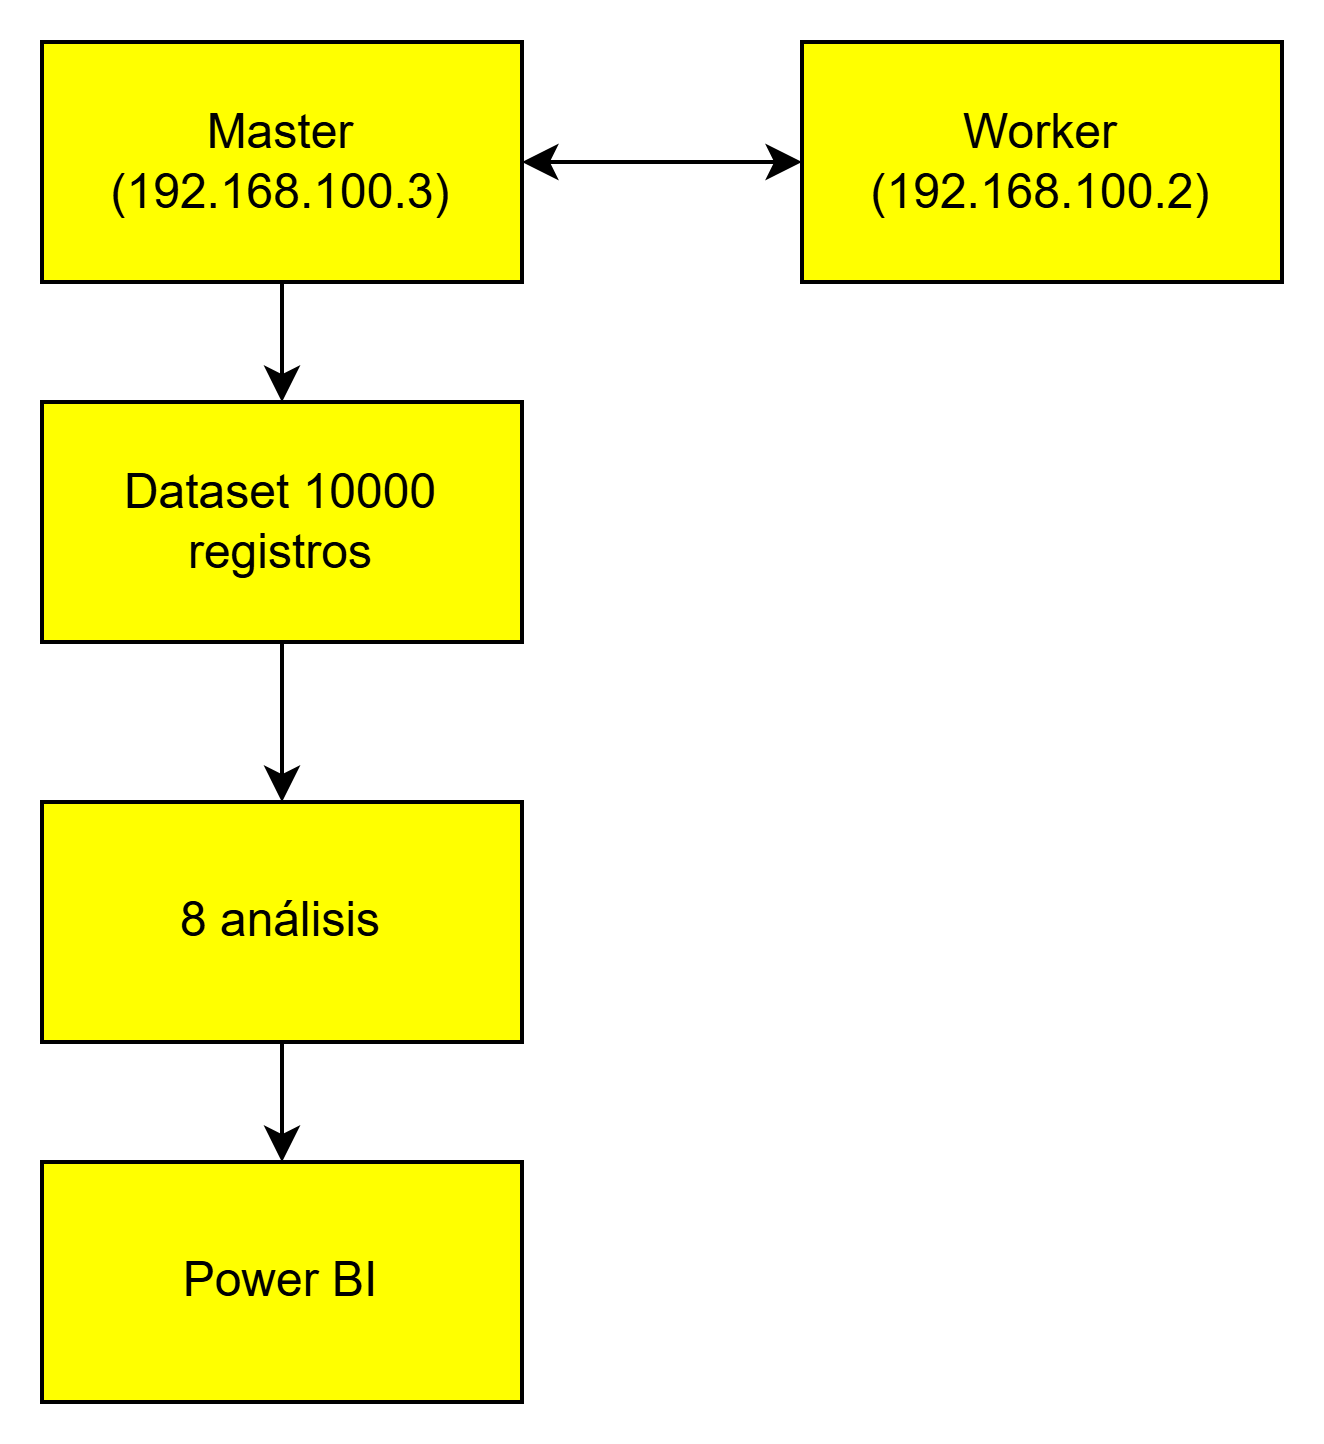 Master
(192.168.100.3)
Worker
(192.168.100.2)
Dataset 10000
registros
8 análisis
Power BI